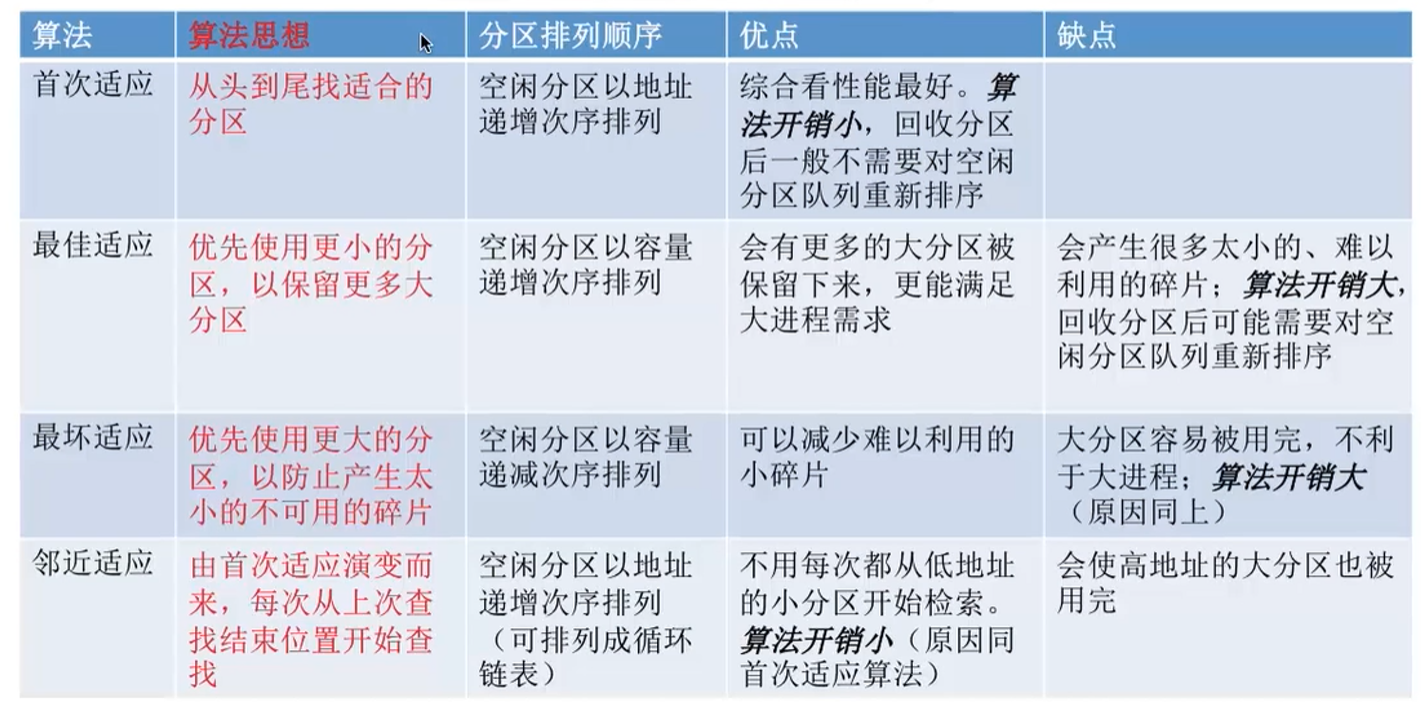 算法
算法思想
分区排列顺序
优点
缺点
首次适应
从头到尾找适合的
分区
空闲分区以地址
递增次序排列
综合看性能最好。算
法开销小，回收分区
后一般不需要对空闲
分区队列重新排序
最佳适应
优先使用更小的分
区，以保留更多大
分区
空闲分区以容量
递增次序排列
会有更多的大分区被
保留下来，更能满足
大进程需求
会产生很多太小的、难以
利用的碎片；算法开销大，
回收分区后可能需要对空
闲分区队列重新排序
最坏适应
优先使用更大的分
区，以防止产生太
小的不可用的碎片
空闲分区以容量
递减次序排列
可以减少难以利用的
小碎片
大分区容易被用完，不利
于大进程；算法开销大
（原因同上）
邻近适应
由首次适应演变而
来，每次从上次查
找结束位置开始查
找
空闲分区以地址
递增次序排列
（可排列成循环
链表）
不用每次都从低地址
的小分区开始检索。
算法开销小（原因同
首次适应算法）
会使高地址的大分区也被
用完